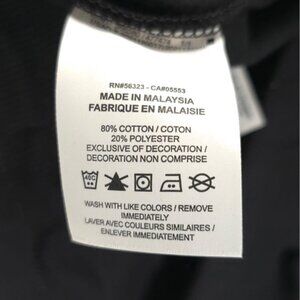 RN#56323 - CA#05553
MADE IN MALAYSIA
FABRIQUE EN MALAISIE
80% COTTON / COTON
20% POLYESTER
EXCLUSIVE OF DECORATION /
DECORATION NON COMPRISE
40C
WASH WITH LIKE COLORS / REMOVE
IMMEDIATELY
LAVER AVEC COULEURS SIMILAIRES /
ENLEVER IMMEDIATEMENT